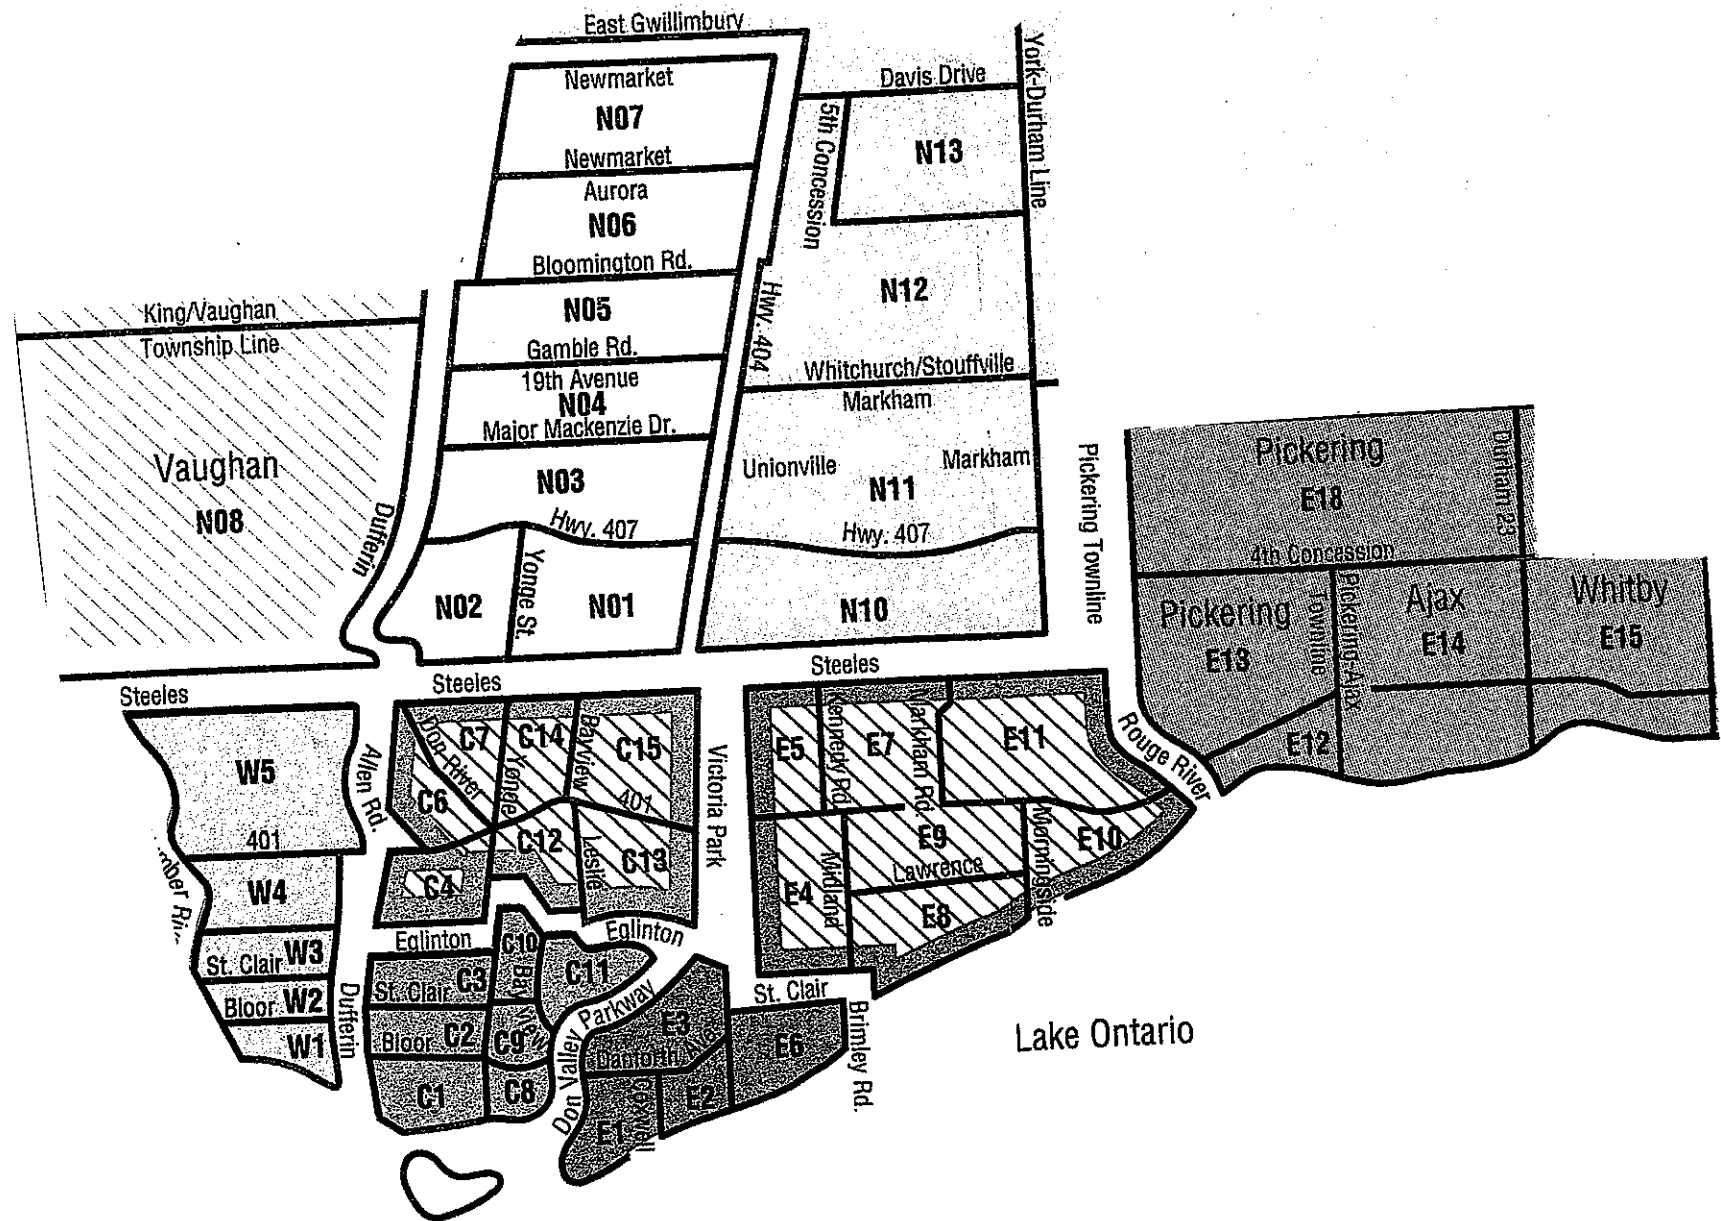 East Gwillimbury
Newmarket
N07
Newmarket
Aurora
N06
Bloomington Rd.
N05
Gamble Rd.
19th Avenue
N04
Major Mackenzie Dr.
N03
Hwy. 407
N02
Yonge St.
N01
King/Vaughan
Township Line
Vaughan
N08
Dufferin
Davis Drive
5th Concession
York-Durham Line
N13
N12
Hwy. 404
Whitchurch/Stouffville
Markham
Unionville
Markham
N11
Hwy. 407
N10
Pickering Townline
Pickering
E18
Durham 23
4th Concession
Pickering
E13
Pickering-Ajax
Townline
Ajax
E14
Whitby
E15
E12
Rouge River
Steeles
Steeles
Steeles
W5
401
W4
W3
St. Clair
Bloor
W2
W1
Allen Rd.
Dufferin
Don River
C7
C14
Bayview
C15
C6
Yonge
401
C12
Leslie
C13
C4
Victoria Park
Eglinton
Eglinton
C10
C3
St. Clair
Bayview
C11
Bloor
C2
C9
C1
C8
Don Valley Parkway
E5
Kennedy Rd.
E7
Markham Rd.
E11
E9
Lawrence
E10
Morningside
E4
Midland
E8
St. Clair
Brimley Rd.
E3
Danforth Ave
E6
E2
E1
Coxwell
Lake Ontario